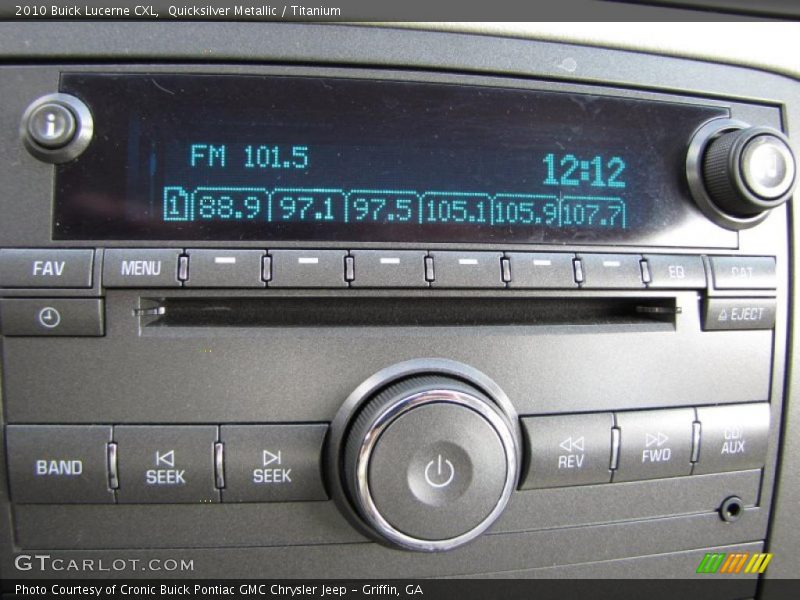 2010 Buick Lucerne CXL,  Quicksilver Metallic / Titanium
i
FM 101.5
12:12
1 88.9 97.1 97.5 105.1 105.9 107.7
FAV MENU EQ CAT
EJECT
BAND SEEK SEEK REV FWD CD/AUX
GTCARLOT.COM
Photo Courtesy of Cronic Buick Pontiac GMC Chrysler Jeep - Griffin, GA